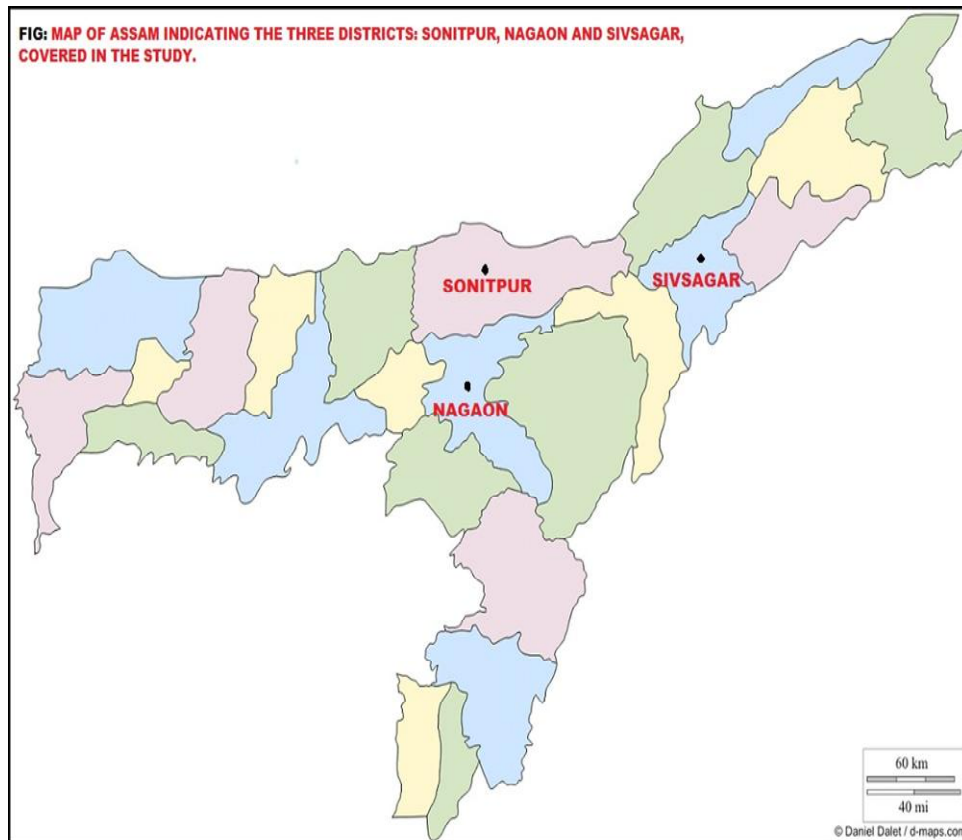 FIG: MAP OF ASSAM INDICATING THE THREE DISTRICTS: SONITPUR, NAGAON AND SIVSAGAR,
COVERED IN THE STUDY.
SONITPUR
SIVSAGAR
NAGAON
60 km
40 mi
© Daniel Dalet / d-maps.com